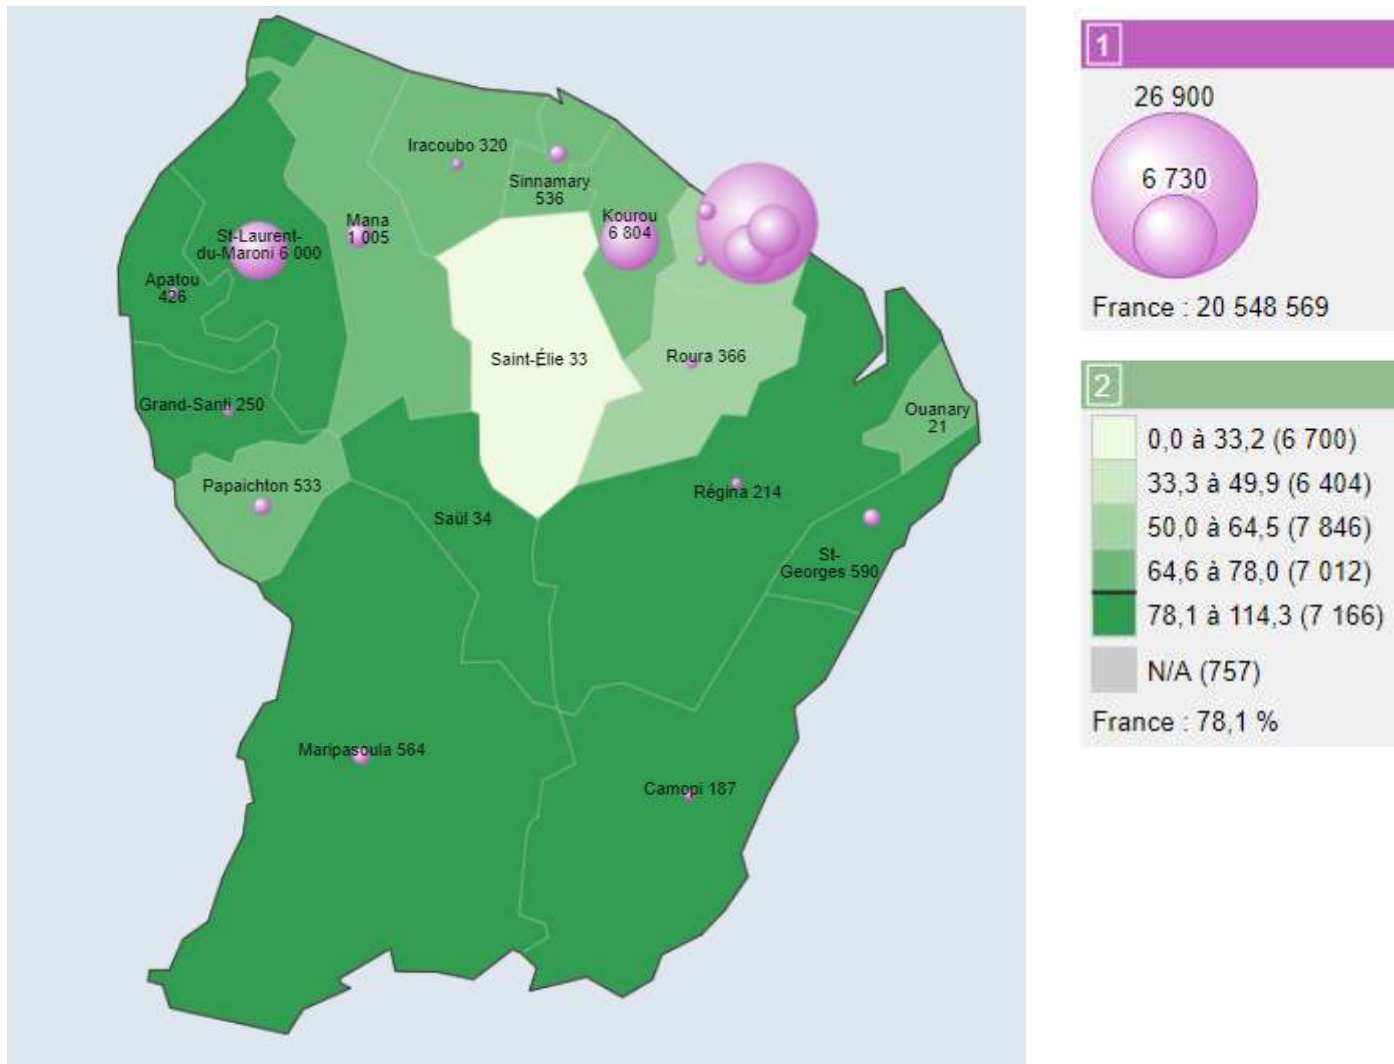 Iracoubo 320
Sinnamary
536
Mana
1 005
Kourou
6 804
St-Laurent-
du-Maroni 6 000
Apatou
426
Saint-Élie 33
Roura 366
Grand-Santi 250
Ouanary
21
Papaichton 533
Régina 214
Saül 34
St-
Georges 590
Maripasoula 564
Camopi 187
1
26 900
6 730
France : 20 548 569
2
0,0 à 33,2 (6 700)
33,3 à 49,9 (6 404)
50,0 à 64,5 (7 846)
64,6 à 78,0 (7 012)
78,1 à 114,3 (7 166)
N/A (757)
France : 78,1 %